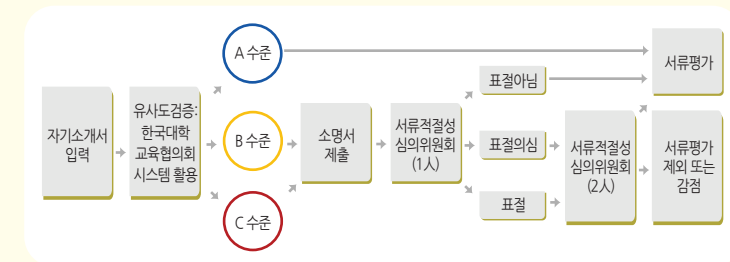 자기소개서
입력
유사도검증:
한국대학
교육협의회
시스템 활용
A 수준
B 수준
C 수준
소명서
제출
서류적절성
심의위원회
(1人)
표절아님
표절의심
표절
서류적절성
심의위원회
(2人)
서류평가
서류평가
제외 또는
감점